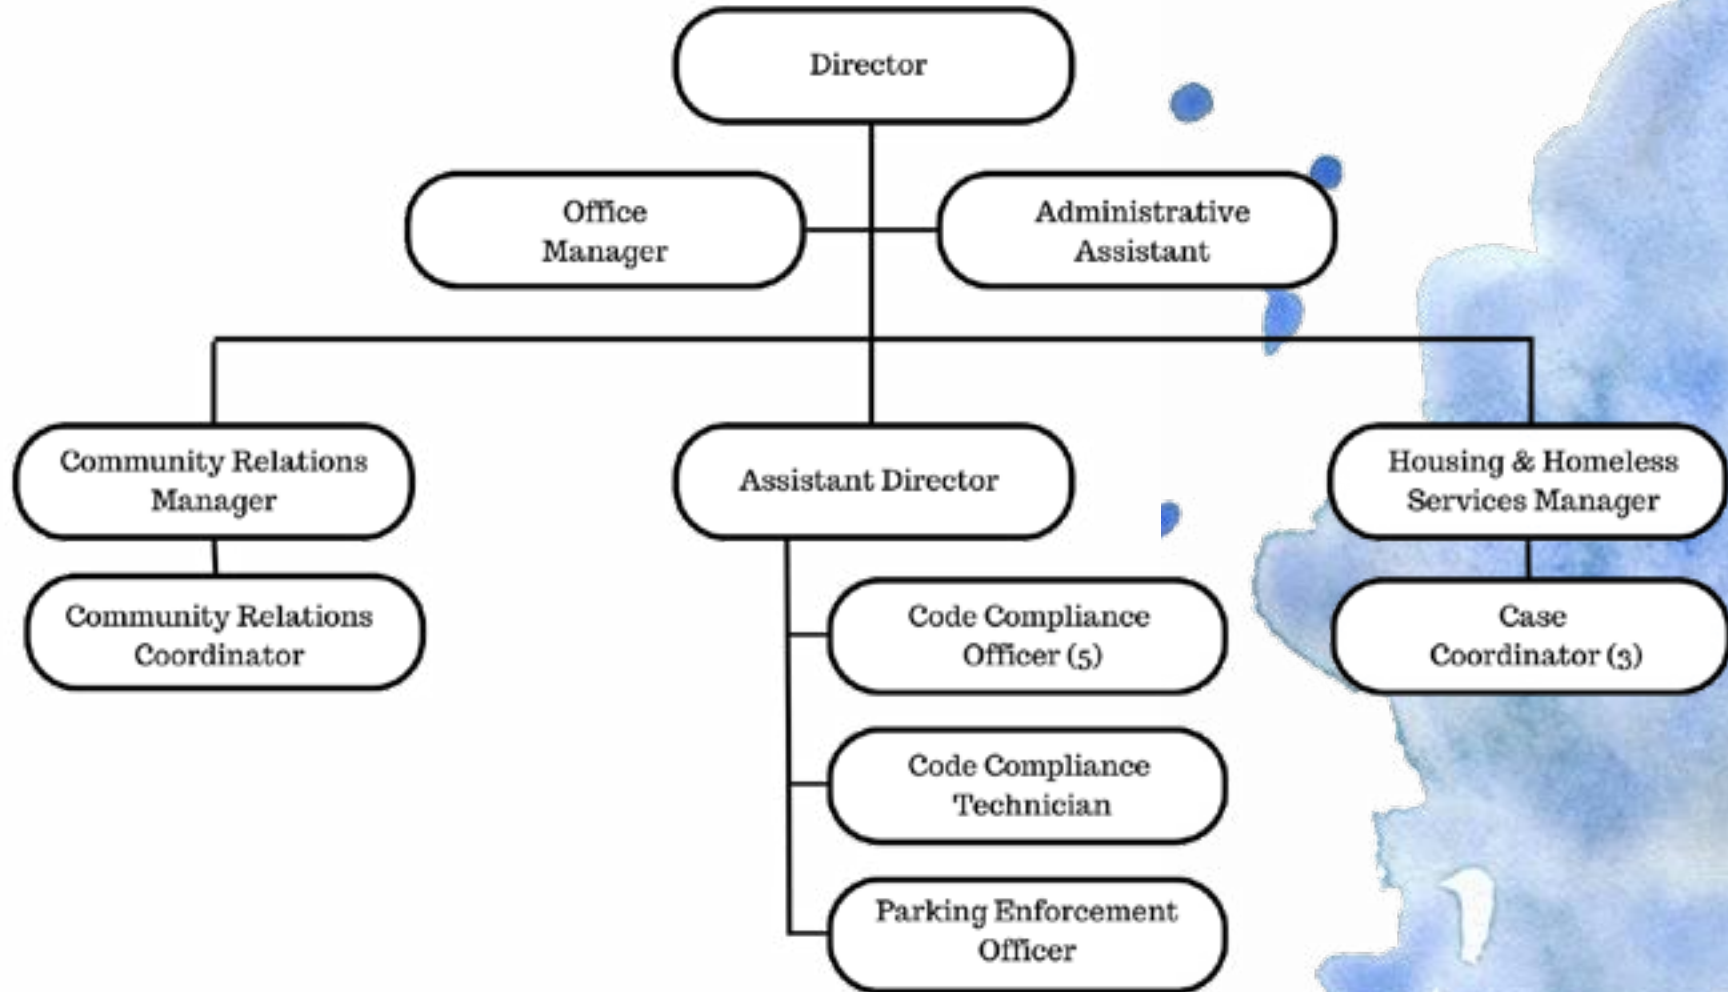 Director
Office
Manager
Administrative
Assistant
Community Relations
Manager
Assistant Director
Housing & Homeless
Services Manager
Community Relations
Coordinator
Code Compliance
Officer (5)
Case
Coordinator (3)
Code Compliance
Technician
Parking Enforcement
Officer